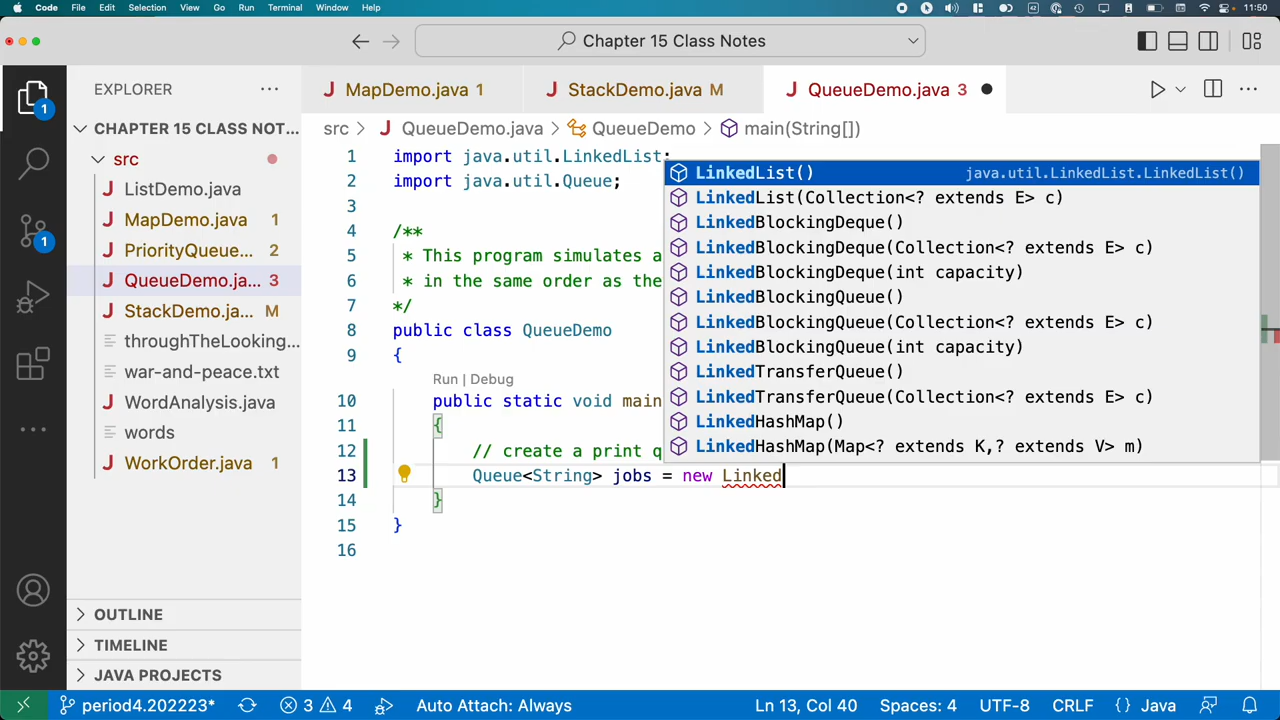 Code File Edit Selection View Go Run Terminal Window Help 11:50
Chapter 15 Class Notes
EXPLORER ...
MapDemo.java 1
StackDemo.java M
QueueDemo.java 3
src > QueueDemo.java > QueueDemo > main(String[])
CHAPTER 15 CLASS NOT...
src
ListDemo.java
MapDemo.java 1
PriorityQueue... 2
QueueDemo.ja... 3
StackDemo.ja... M
throughTheLooking...
war-and-peace.txt
WordAnalysis.java
words
WorkOrder.java 1
OUTLINE
TIMELINE
JAVA PROJECTS
1 import java.util.LinkedList;
2 import java.util.Queue;
3
4 /**
5 * This program simulates a
6 * in the same order as the
7 */
8 public class QueueDemo
9 {
Run | Debug
10 public static void main
11 {
12 // create a print q
13 Queue<String> jobs = new Linked
14 }
15 }
16
LinkedList() java.util.LinkedList.LinkedList()
LinkedList(Collection<? extends E> c)
LinkedBlockingDeque()
LinkedBlockingDeque(Collection<? extends E> c)
LinkedBlockingDeque(int capacity)
LinkedBlockingQueue()
LinkedBlockingQueue(Collection<? extends E> c)
LinkedBlockingQueue(int capacity)
LinkedTransferQueue()
LinkedTransferQueue(Collection<? extends E> c)
LinkedHashMap()
LinkedHashMap(Map<? extends K,? extends V> m)
1
1
period4.202223* 3 4 Auto Attach: Always Ln 13, Col 40 Spaces: 4 UTF-8 CRLF {} Java